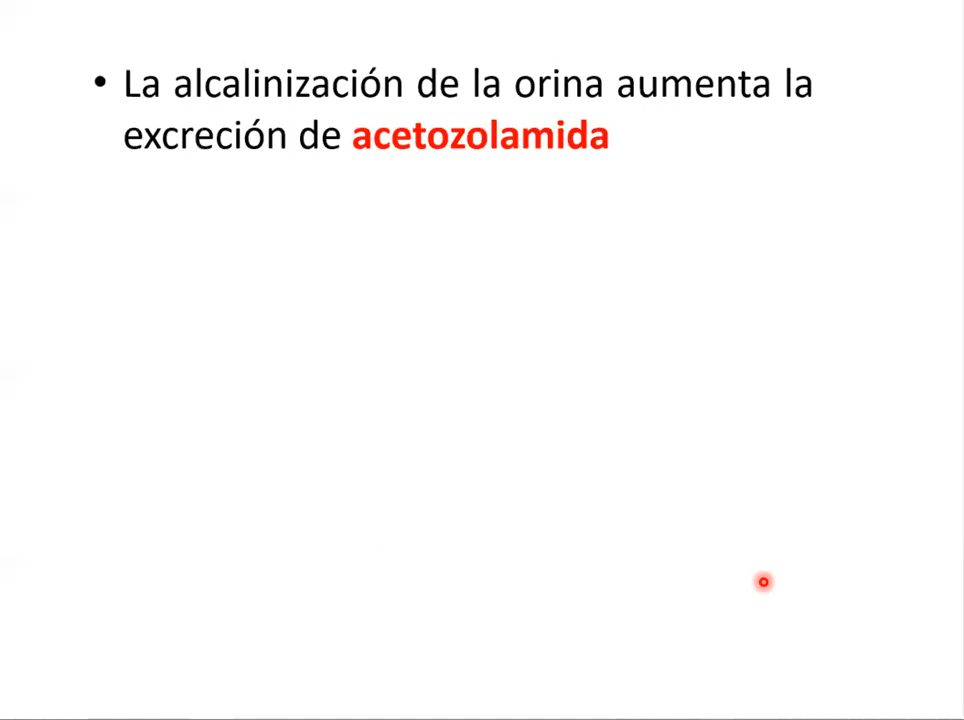 • La alcalinización de la orina aumenta la
excreción de acetozolamida